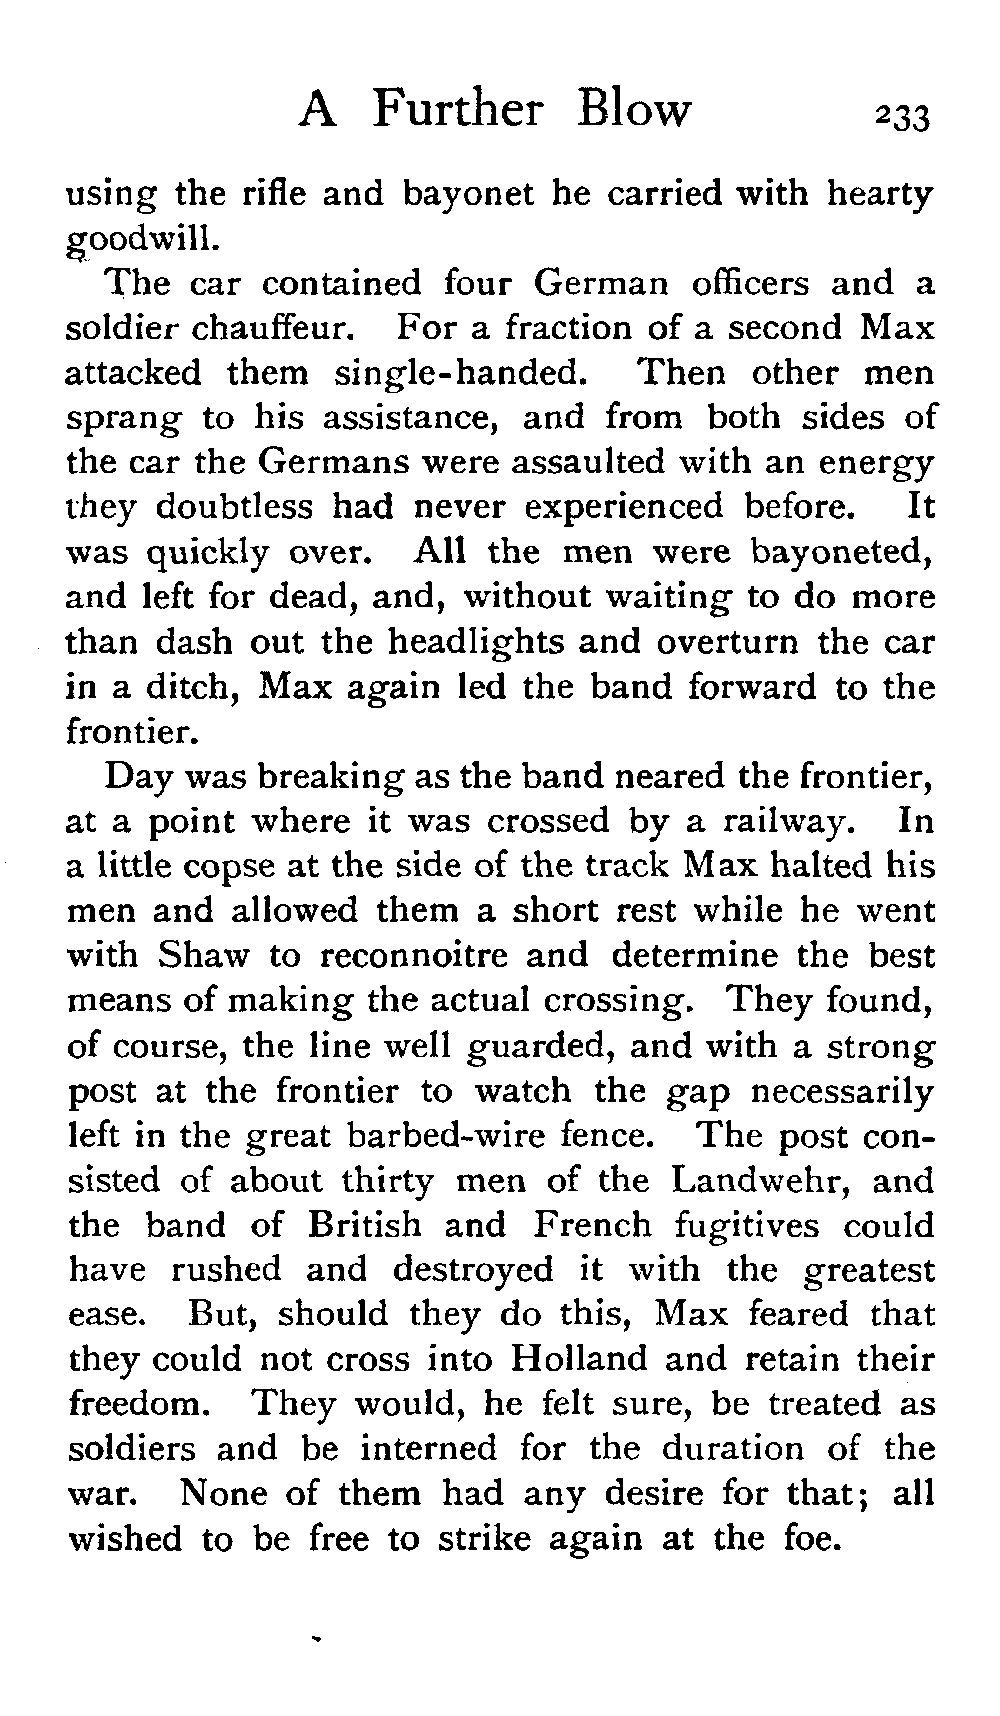 A Further Blow 233
using the rifle and bayonet he carried with hearty
goodwill.
The car contained four German officers and a
soldier chauffeur. For a fraction of a second Max
attacked them single-handed. Then other men
sprang to his assistance, and from both sides of
the car the Germans were assaulted with an energy
they doubtless had never experienced before. It
was quickly over. All the men were bayoneted,
and left for dead, and, without waiting to do more
than dash out the headlights and overturn the car
in a ditch, Max again led the band forward to the
frontier.
Day was breaking as the band neared the frontier,
at a point where it was crossed by a railway. In
a little copse at the side of the track Max halted his
men and allowed them a short rest while he went
with Shaw to reconnoitre and determine the best
means of making the actual crossing. They found,
of course, the line well guarded, and with a strong
post at the frontier to watch the gap necessarily
left in the great barbed-wire fence. The post con-
sisted of about thirty men of the Landwehr, and
the band of British and French fugitives could
have rushed and destroyed it with the greatest
ease. But, should they do this, Max feared that
they could not cross into Holland and retain their
freedom. They would, he felt sure, be treated as
soldiers and be interned for the duration of the
war. None of them had any desire for that; all
wished to be free to strike again at the foe.